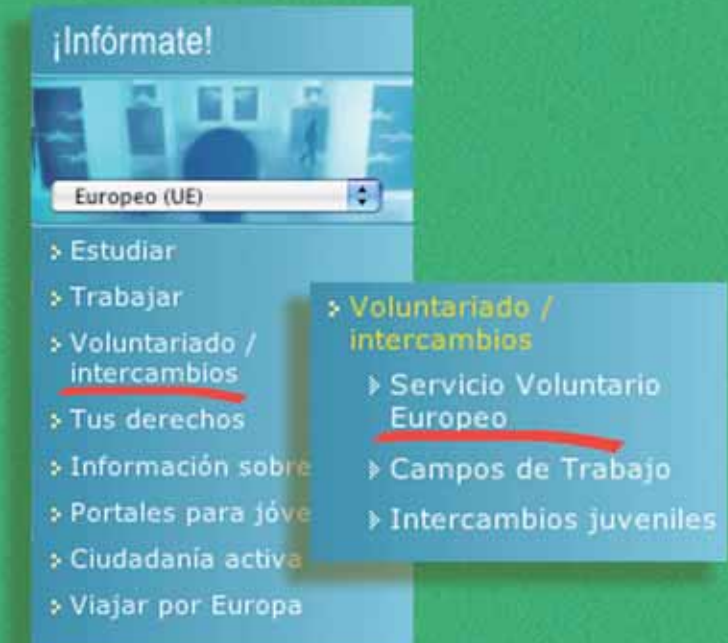 ¡Infórmate!
Europeo (UE)
Estudiar
Trabajar
Voluntariado /
intercambios
Tus derechos
Información sobre
Portales para jóve
Ciudadanía activa
Viajar por Europa
Voluntariado /
intercambios
Servicio Voluntario
Europeo
Campos de Trabajo
Intercambios juveniles